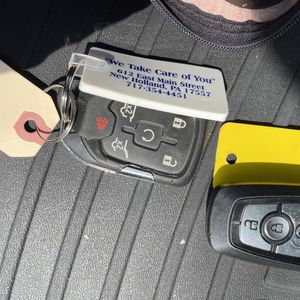 "We Take Care of You"
612 East Main Street
New Holland, PA 17557
717-354-4451